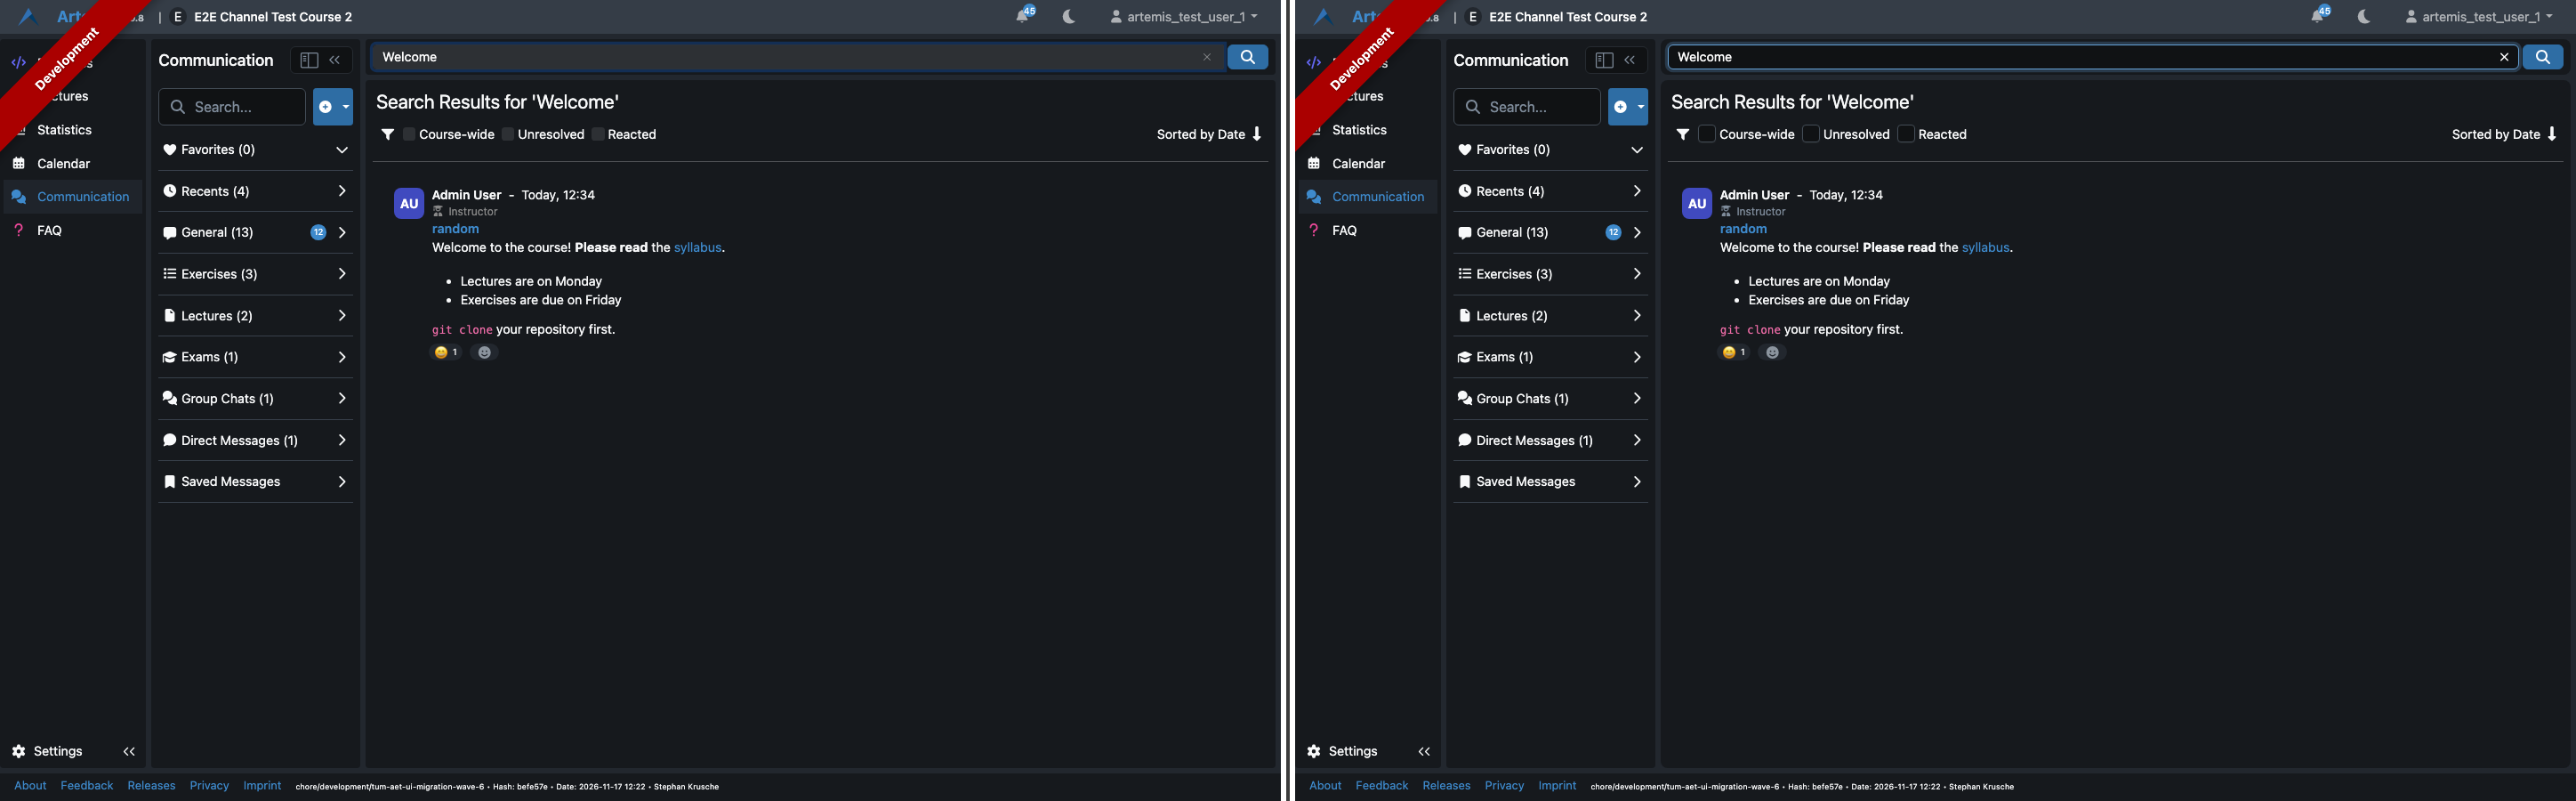 Development
E E2E Channel Test Course 2
45
artemis_test_user_1
Statistics
Calendar
Communication
FAQ
Settings
Communication
Search...
Favorites (0)
Recents (4)
General (13) 12
Exercises (3)
Lectures (2)
Exams (1)
Group Chats (1)
Direct Messages (1)
Saved Messages
Welcome
Search Results for 'Welcome'
Course-wide Unresolved Reacted Sorted by Date
AU Admin User - Today, 12:34
Instructor
random
Welcome to the course! Please read the syllabus.
• Lectures are on Monday
• Exercises are due on Friday
git clone your repository first.
1
About Feedback Releases Privacy Imprint chore/development/tum-aet-ui-migration-wave-6 • Hash: befe57e • Date: 2026-11-17 12:22 • Stephan Krusche
Development
E E2E Channel Test Course 2
45
artemis_test_user_1
Statistics
Calendar
Communication
FAQ
Settings
Communication
Search...
Favorites (0)
Recents (4)
General (13) 12
Exercises (3)
Lectures (2)
Exams (1)
Group Chats (1)
Direct Messages (1)
Saved Messages
Welcome
Search Results for 'Welcome'
Course-wide Unresolved Reacted Sorted by Date
AU Admin User - Today, 12:34
Instructor
random
Welcome to the course! Please read the syllabus.
• Lectures are on Monday
• Exercises are due on Friday
git clone your repository first.
1
About Feedback Releases Privacy Imprint chore/development/tum-aet-ui-migration-wave-6 • Hash: befe57e • Date: 2026-11-17 12:22 • Stephan Krusche